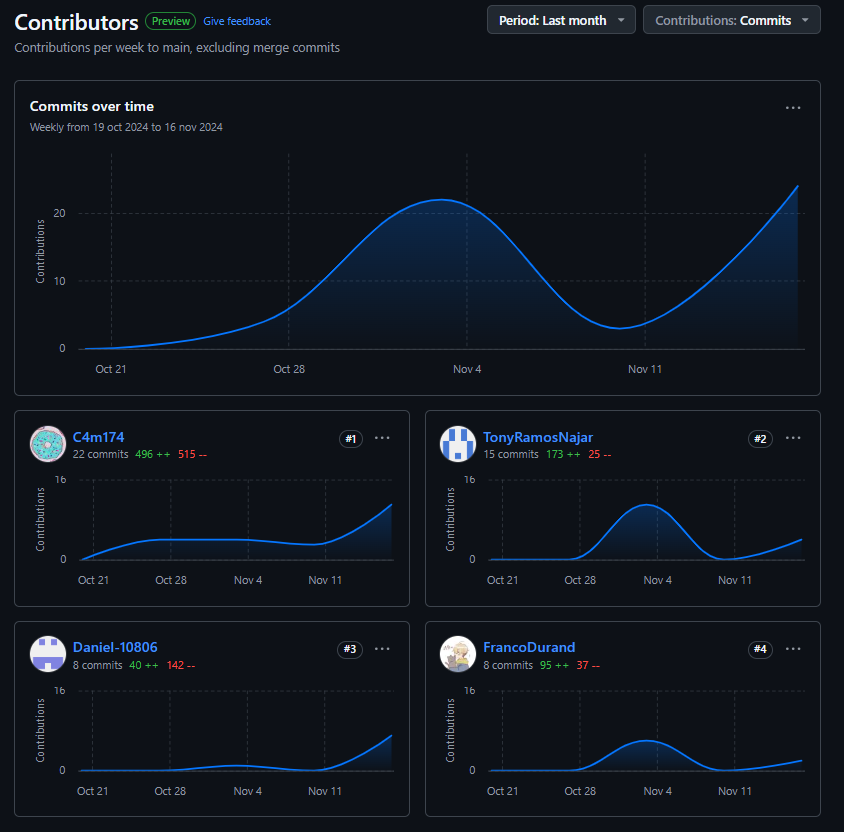 Contributors Preview Give feedback
Period: Last month
Contributions: Commits
Contributions per week to main, excluding merge commits
Commits over time
Weekly from 19 oct 2024 to 16 nov 2024
Contributions
20
10
0
Oct 21 Oct 28 Nov 4 Nov 11
C4m174 #1
22 commits 496 ++ 515 --
Contributions
16
0
Oct 21 Oct 28 Nov 4 Nov 11
TonyRamosNajar #2
15 commits 173 ++ 25 --
Contributions
16
0
Oct 21 Oct 28 Nov 4 Nov 11
Daniel-10806 #3
8 commits 40 ++ 142 --
Contributions
16
0
Oct 21 Oct 28 Nov 4 Nov 11
FrancoDurand #4
8 commits 95 ++ 37 --
Contributions
16
0
Oct 21 Oct 28 Nov 4 Nov 11